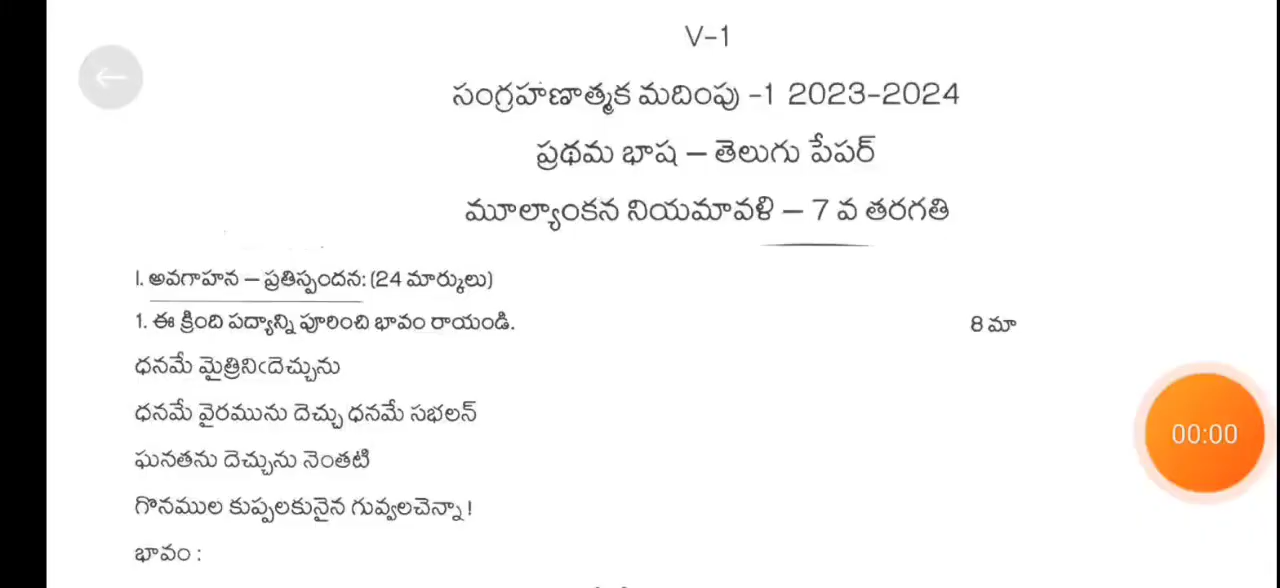 V-1
సంగ్రహణాత్మక మదింపు -1 2023-2024
ప్రథమ భాష – తెలుగు పేపర్
మూల్యాంకన నియమావళి – 7 వ తరగతి
I. అవగాహన – ప్రతిస్పందన: (24 మార్కులు)
1. ఈ క్రింది పద్యాన్ని పూరించి భావం రాయండి. 8 మా
ధనమే మైత్రినిఁదెచ్చును
ధనమే వైరమును దెచ్చు ధనమే సభలన్
ఘనతను దెచ్చును నెంతటి
గొనముల కుప్పలకునైన గువ్వలచెన్నా !
భావం :
00:00